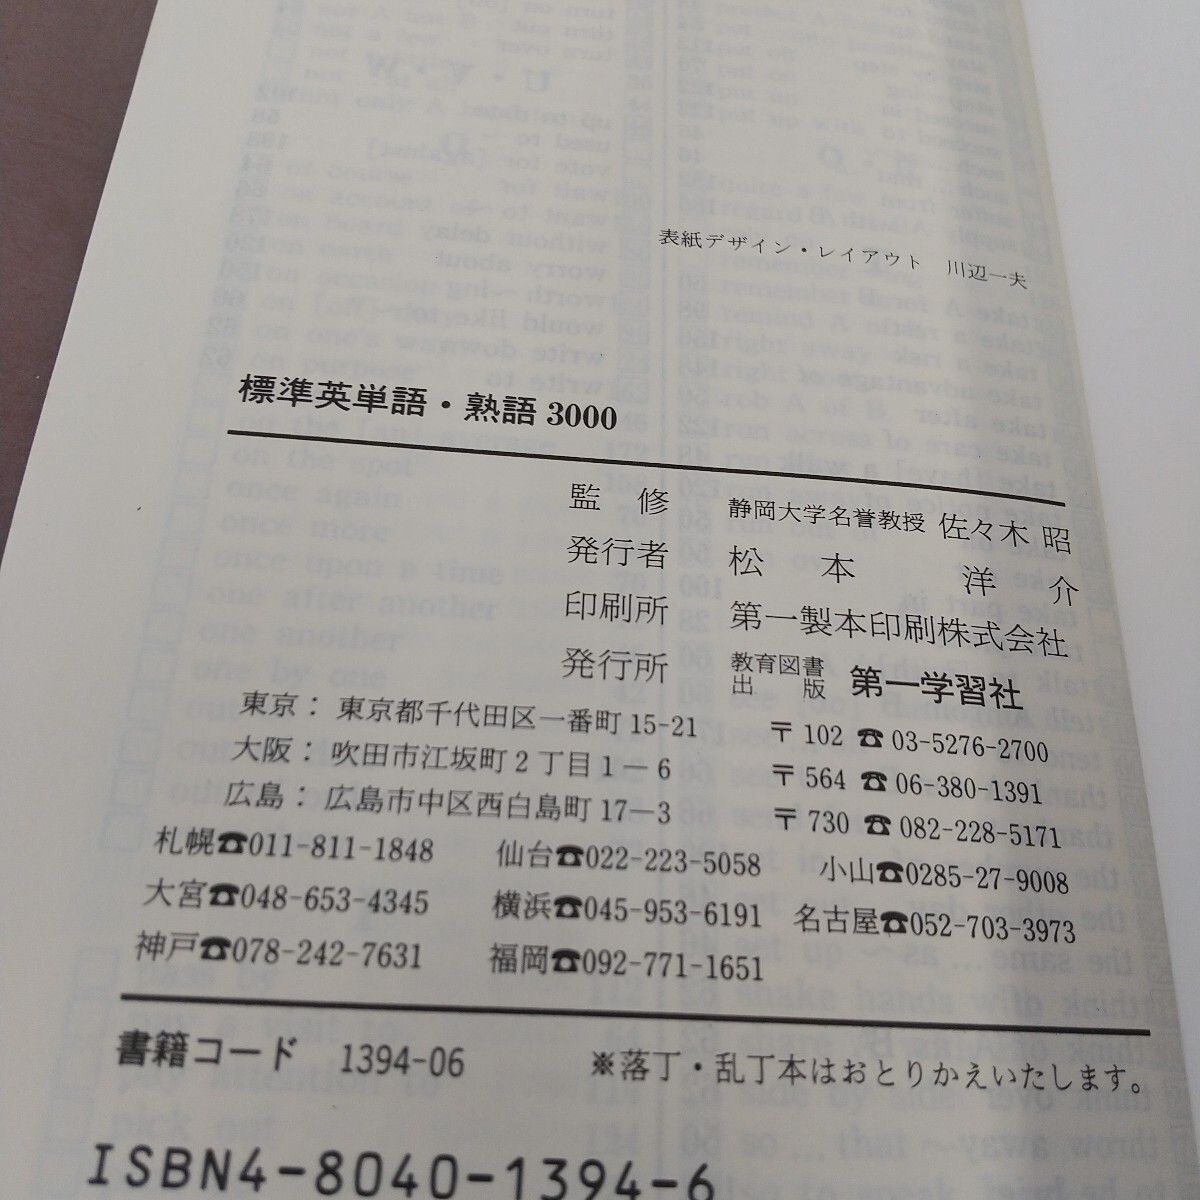 表紙デザイン・レイアウト 川辺一夫
標準英単語・熟語3000
監修 静岡大学名誉教授 佐々木 昭
発行者 松本 洋介
印刷所 第一製本印刷株式会社
発行所 教育図書出版 第一学習社
東京:東京都千代田区一番町15-21 〒102 ☎03-5276-2700
大阪:吹田市江坂町2丁目1-6 〒564 ☎06-380-1391
広島:広島市中区西白島町17-3 〒730 ☎082-228-5171
札幌☎011-811-1848 仙台☎022-223-5058 小山☎0285-27-9008
大宮☎048-653-4345 横浜☎045-953-6191 名古屋☎052-703-3973
神戸☎078-242-7631 福岡☎092-771-1651
書籍コード 1394-06 ※落丁・乱丁本はおとりかえいたします。
ISBN4-8040-1394-6